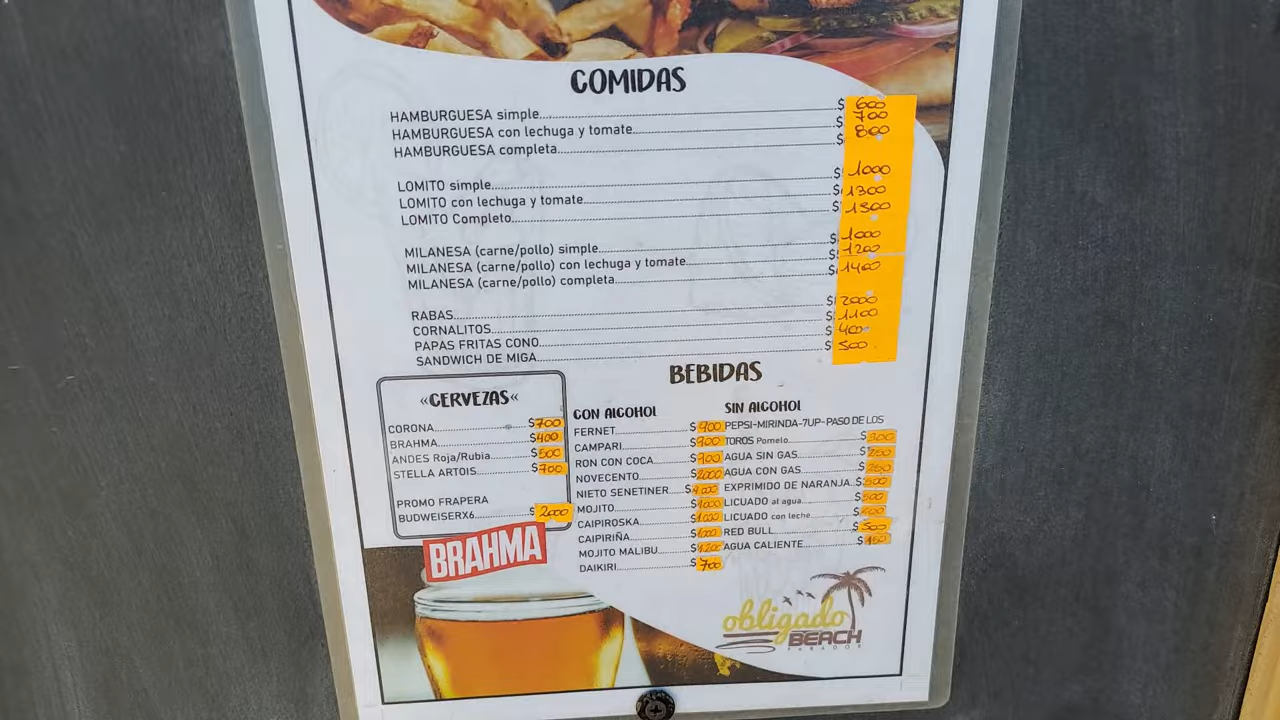 COMIDAS
HAMBURGUESA simple $ 600
HAMBURGUESA con lechuga y tomate $ 700
HAMBURGUESA completa $ 800
LOMITO simple $ 1000
LOMITO con lechuga y tomate $ 1300
LOMITO Completo $ 1500
MILANESA (carne/pollo) simple $ 1000
MILANESA (carne/pollo) con lechuga y tomate $ 1200
MILANESA (carne/pollo) completa $ 1400
RABAS $ 2000
CORNALITOS $ 1100
PAPAS FRITAS CONO $ 400
SANDWICH DE MIGA $ 500
BEBIDAS
«CERVEZAS«
CORONA $700
BRAHMA $400
ANDES Roja/Rubia $500
STELLA ARTOIS $700
PROMO FRAPERA
BUDWEISERX6 $ 2000
CON ALCOHOL
FERNET $ 900
CAMPARI $900
RON CON COCA $
NOVECENTO $2000
NIETO SENETINER $
MOJITO $1000
CAIPIROSKA $1000
CAIPIRIÑA $1000
MOJITO MALIBU $1200
DAIKIRI $ 700
SIN ALCOHOL
PEPSI-MIRINDA-7UP-PASO DE LOS
TOROS Pomelo $300
AGUA SIN GAS $250
AGUA CON GAS $250
EXPRIMIDO DE NARANJA $500
LICUADO al agua $500
LICUADO con leche $600
RED BULL $500
AGUA CALIENTE $150
BRAHMA
obligado
BEACH
PARADOR